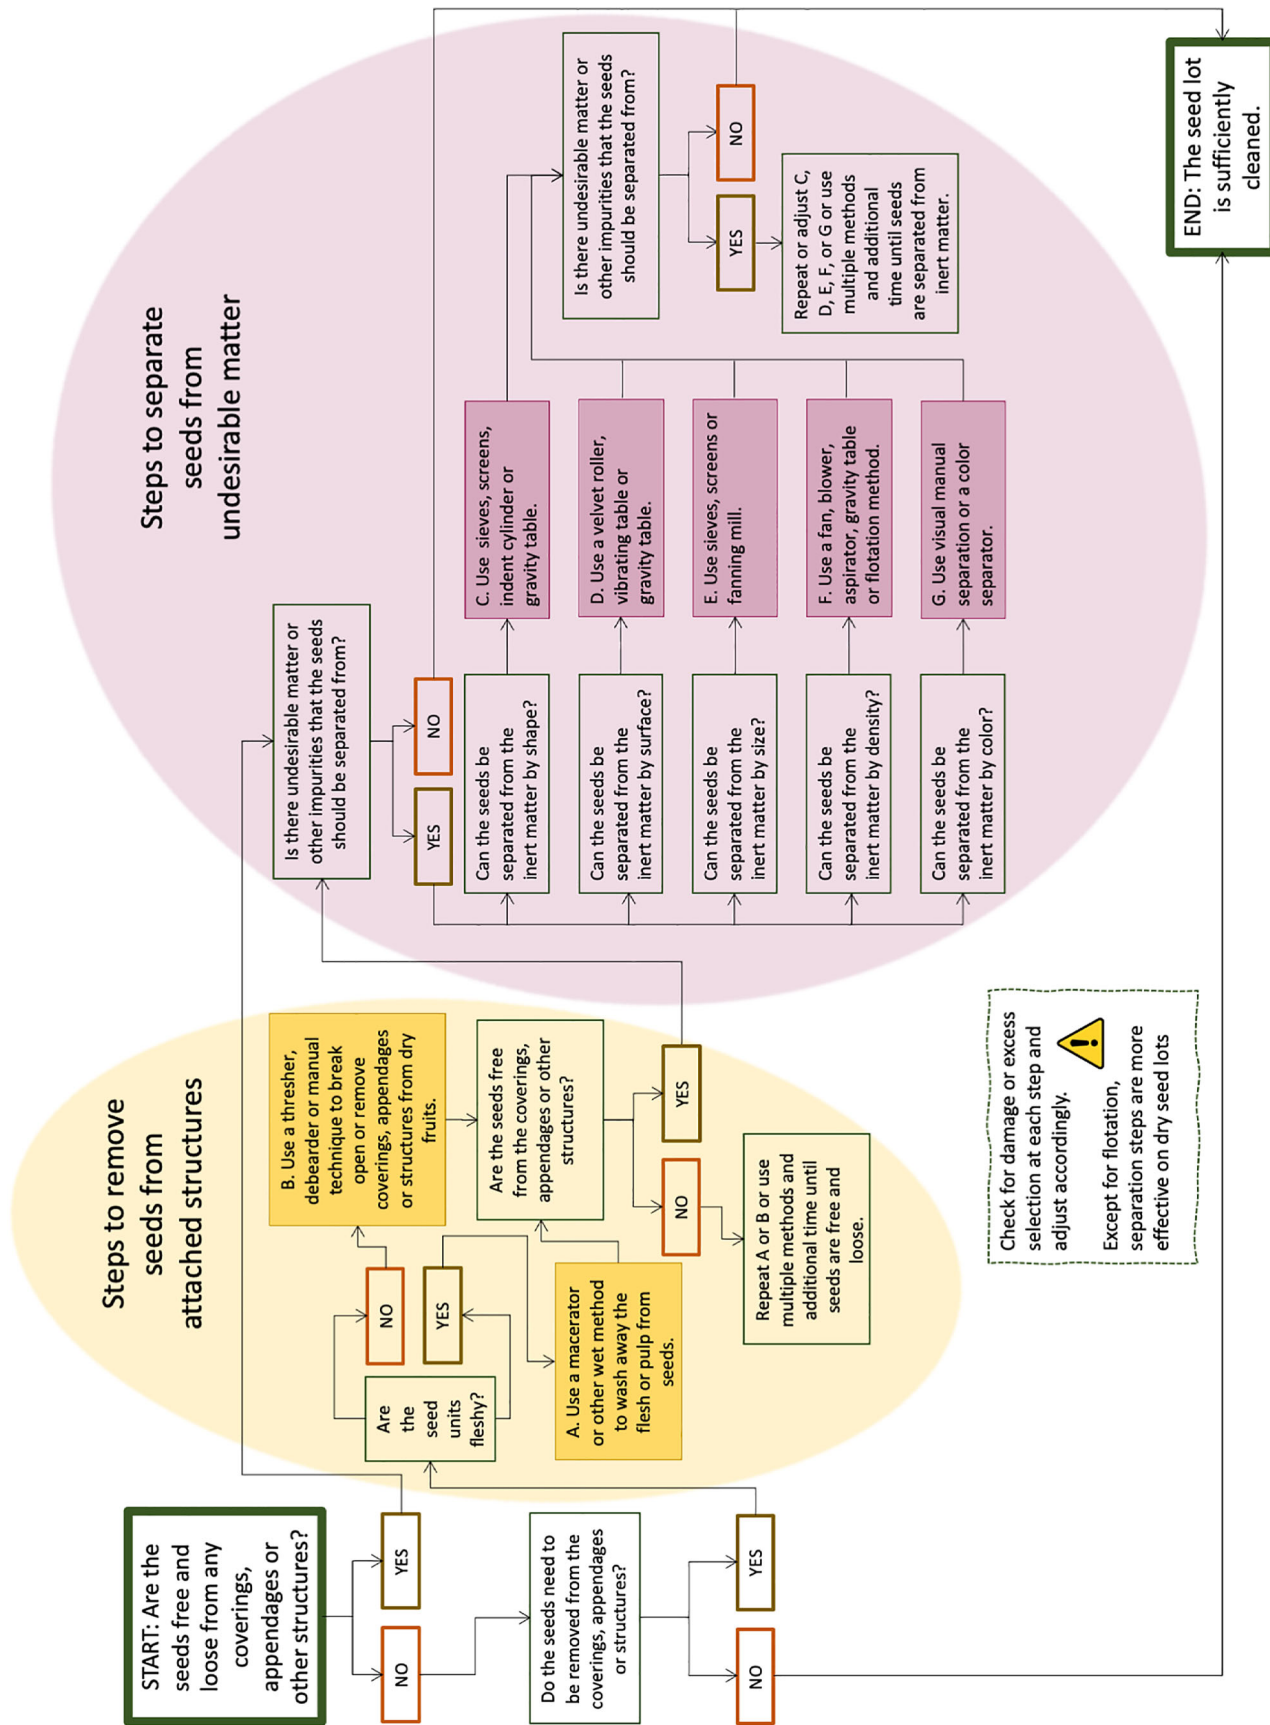 START: Are the
seeds free and
loose from any
coverings,
appendages or
other structures?
NO
YES
Do the seeds need to
be removed from the
coverings, appendages
or structures?
NO
YES
Steps to remove
seeds from
attached structures
Are
the
seed
units
fleshy?
NO
YES
B. Use a thresher,
debearder or manual
technique to break
open or remove
coverings, appendages
or structures from dry
fruits.
A. Use a macerator
or other wet method
to wash away the
flesh or pulp from
seeds.
Are the seeds free
from the coverings,
appendages or other
structures?
NO
YES
Repeat A or B or use
multiple methods and
additional time until
seeds are free and
loose.
Steps to separate
seeds from
undesirable matter
Is there undesirable matter or
other impurities that the seeds
should be separated from?
YES
NO
Can the seeds be
separated from the
inert matter by shape?
C. Use sieves, screens,
indent cylinder or
gravity table.
Can the seeds be
separated from the
inert matter by surface?
D. Use a velvet roller,
vibrating table or
gravity table.
Can the seeds be
separated from the
inert matter by size?
E. Use sieves, screens or
fanning mill.
Can the seeds be
separated from the
inert matter by density?
F. Use a fan, blower,
aspirator, gravity table
or flotation method.
Can the seeds be
separated from the
inert matter by color?
G. Use visual manual
separation or a color
separator.
Is there undesirable matter or
other impurities that the seeds
should be separated from?
YES
NO
Repeat or adjust C,
D, E, F, or G or use
multiple methods
and additional
time until seeds
are separated from
inert matter.
Check for damage or excess
selection at each step and
adjust accordingly.
Except for flotation,
separation steps are more
effective on dry seed lots
END: The seed lot
is sufficiently
cleaned.